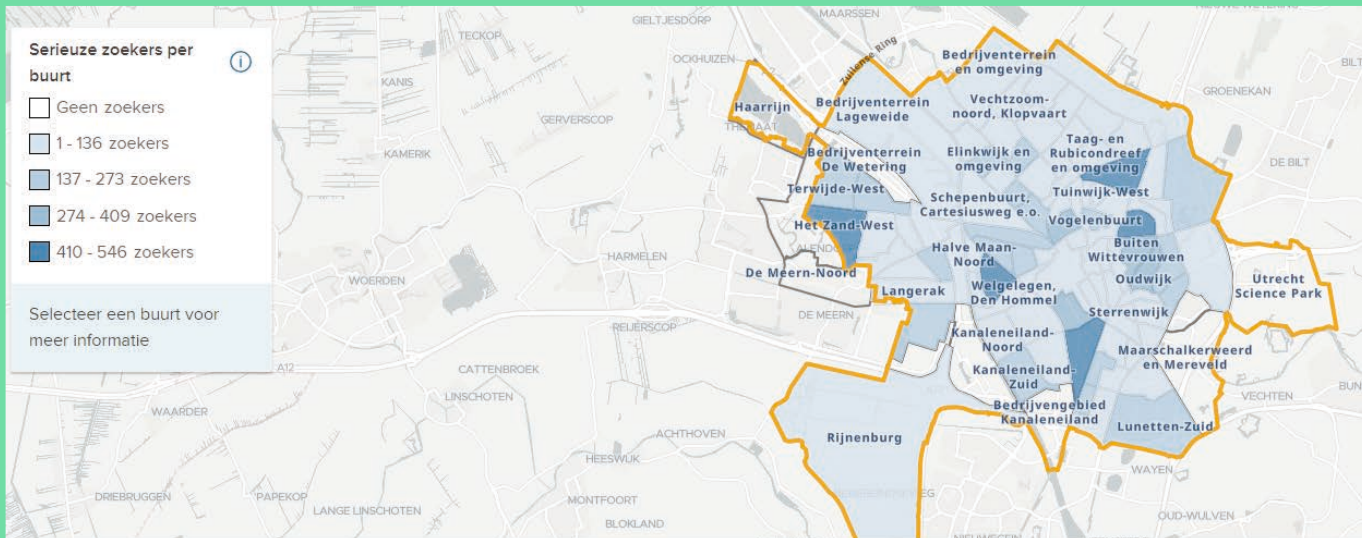 Serieuze zoekers per
buurt
Geen zoekers
1 - 136 zoekers
137 - 273 zoekers
274 - 409 zoekers
410 - 546 zoekers
Selecteer een buurt voor
meer informatie
GIELTJESDORP
MAARSSEN
TECKOP
OCKHUIZEN
Zuilense Ring
KANIS
GERVERSCOP
KAMERIK
Haarrijn
Bedrijventerrein
Lageweide
Bedrijventerrein
en omgeving
Vechtzoom-
noord, Klopvaart
GROENEKAN
BILT
DE BILT
Bedrijventerrein
De Wetering
Elinkwijk en
omgeving
Taag- en
Rubicondreef
en omgeving
Terwijde-West
Tuinwijk-West
Schepenbuurt,
Cartesiusweg e.o.
Vogelenbuurt
Het Zand-West
Halve Maan-
Noord
Buiten
Wittevrouwen
HARMELEN
De Meern-Noord
WOERDEN
Langerak
Welgelegen,
Den Hommel
Oudwijk
Utrecht
Science Park
Sterrenwijk
DE MEERN
REIJERSCOP
Kanaleneiland-
Noord
Maarschalkerweerd
en Mereveld
A12
CATTENBROEK
Kanaleneiland-
Zuid
LINSCHOTEN
WAARDER
VECHTEN
Bedrijvengebied
Kanaleneiland
Lunetten-Zuid
ACHTHOVEN
Rijnenburg
HEESWIJK
WAYEN
DRIEBRUGGEN
PAPEKOP
LANGE LINSCHOTEN
MONTFOORT
BLOKLAND
OUD-WULVEN